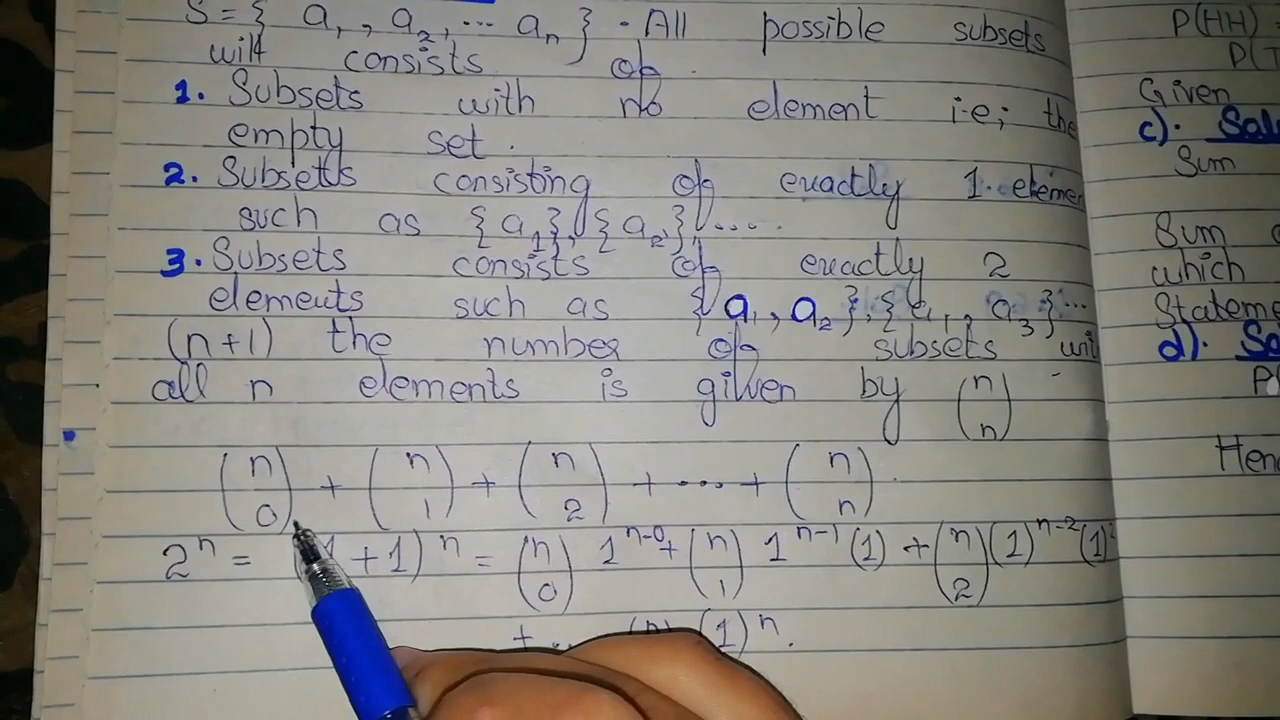 S = { a₁, a₂, ... aₙ } . All possible subsets
will consists of.
1. Subsets with no element i.e; the
empty set.
2. Subsetts consisting of exactly 1. elemen
such as {a₁}, {a₂}, ....
3. Subsets consists of exactly 2
elements such as {a₁, a₂}, {a₁, a₃} ...
(n+1) the number of subsets wit
all n elements is given by (n n)
(n 0) + (n 1) + (n 2) + ... + (n n).
2ⁿ = (1 + 1)ⁿ = (n 0) 1ⁿ⁻⁰ + (n 1) 1ⁿ⁻¹ (1) + (n 2) (1)ⁿ⁻² (1)²
+ ... (1)ⁿ.
P(HH) =
P(T
Given
c). Sol
Sum
Sum
which
Stateme
d). So
P(
Hen